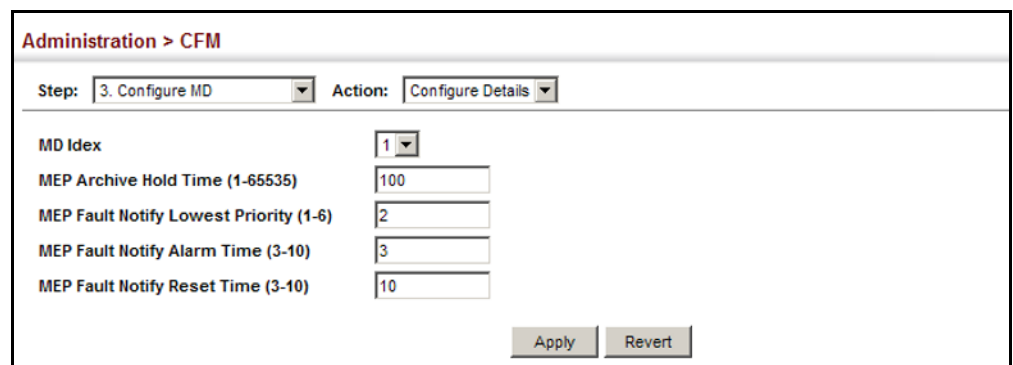 Administration > CFM
Step: 3. Configure MD Action: Configure Details
MD Idex 1
MEP Archive Hold Time (1-65535) 100
MEP Fault Notify Lowest Priority (1-6) 2
MEP Fault Notify Alarm Time (3-10) 3
MEP Fault Notify Reset Time (3-10) 10
Apply Revert